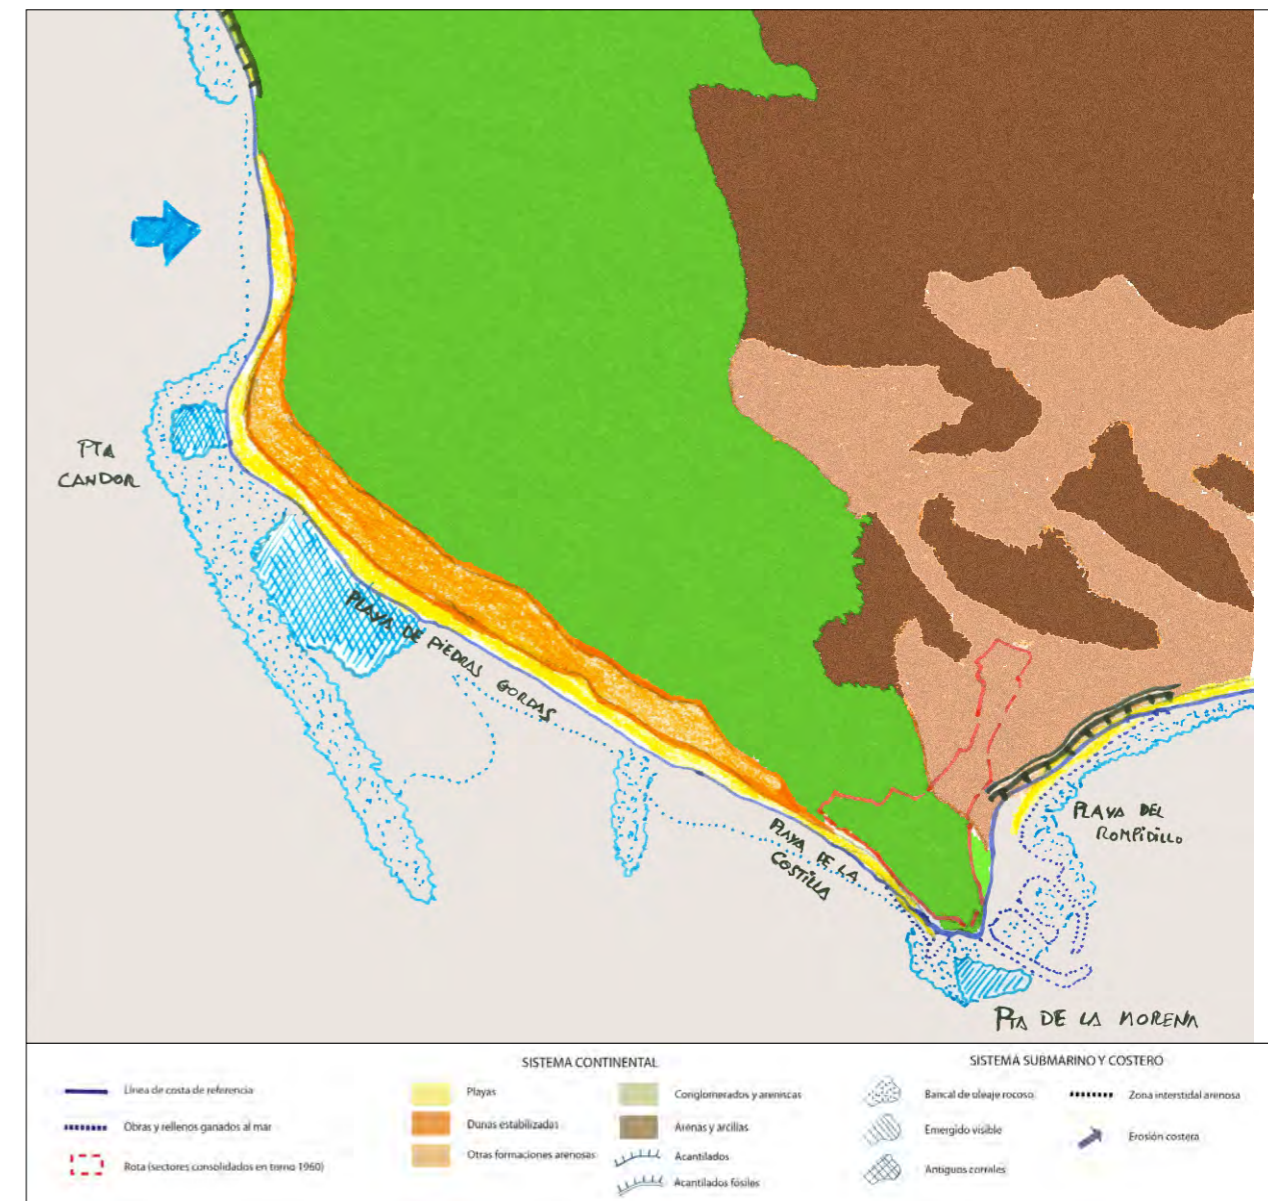 PTA
CANDOR
PLAYA DE PIEDRAS GORDAS
PLAYA DE LA
COSTILLA
PLAYA DEL
ROMPIDILLO
PTA DE LA MORENA
SISTEMA CONTINENTAL
SISTEMA SUBMARINO Y COSTERO
Línea de costa de referencia
Obras y rellenos ganados al mar
Rota (sectores consolidados en torno 1960)
Playas
Dunas estabilizadas
Otras formaciones arenosas
Conglomerados y areniscas
Arenas y arcillas
Acantilados
Acantilados fósiles
Bancal de oleaje rocoso
Emergido visible
Antiguos corrales
Zona interstidal arenosa
Erosión costera